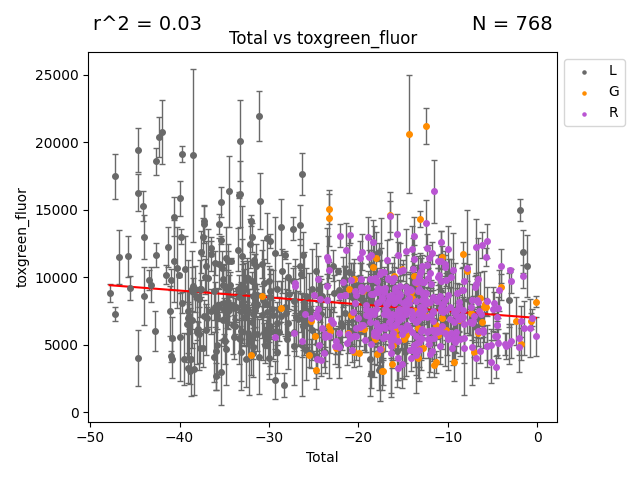 r^2 = 0.03
N = 768
Total vs toxgreen_fluor
25000
20000
15000
10000
5000
0
toxgreen_fluor
−50
−40
−30
−20
−10
0
Total
L
G
R